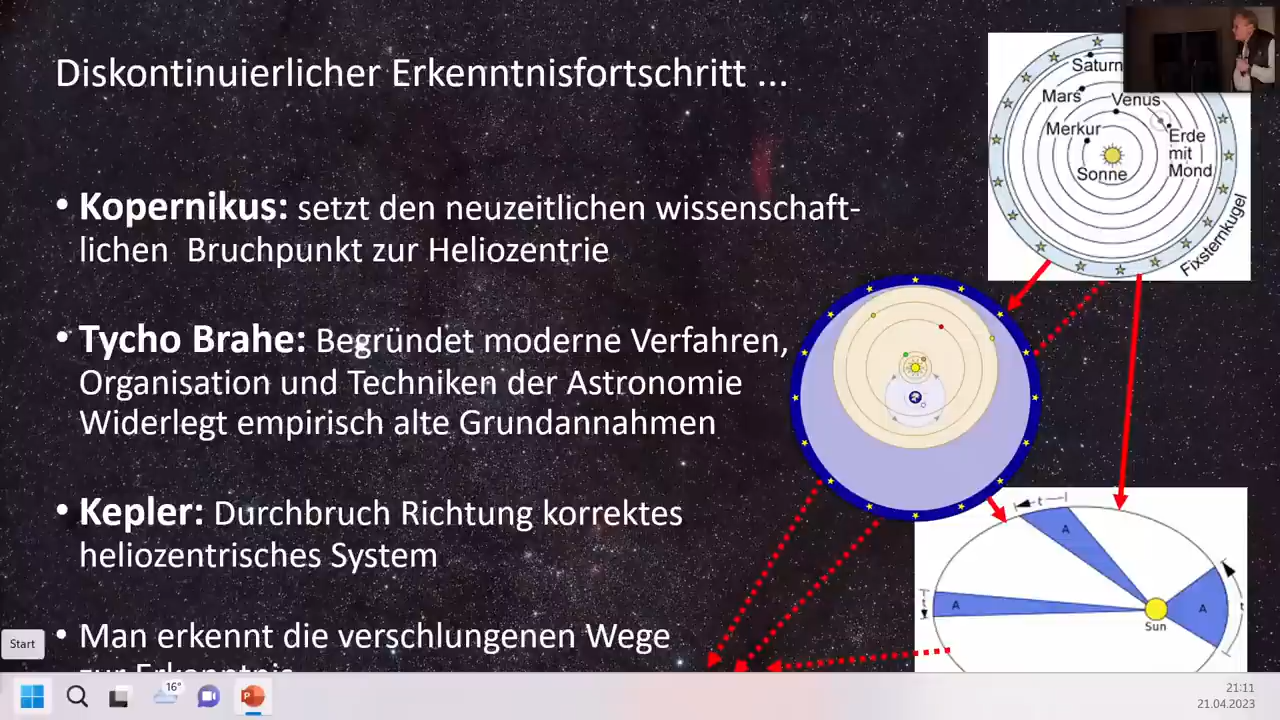 Diskontinuierlicher Erkenntnisfortschritt ...
• Kopernikus: setzt den neuzeitlichen wissenschaft-
lichen Bruchpunkt zur Heliozentrie
• Tycho Brahe: Begründet moderne Verfahren,
Organisation und Techniken der Astronomie
Widerlegt empirisch alte Grundannahmen
• Kepler: Durchbruch Richtung korrektes
heliozentrisches System
• Man erkennt die verschlungenen Wege
zur Erkenntnis
Saturn
Mars
Venus
Merkur
Erde
mit
Mond
Sonne
Fixsternkugel
t
A
A
t
A
t
Sun
Start
16°
P
21:11
21.04.2023